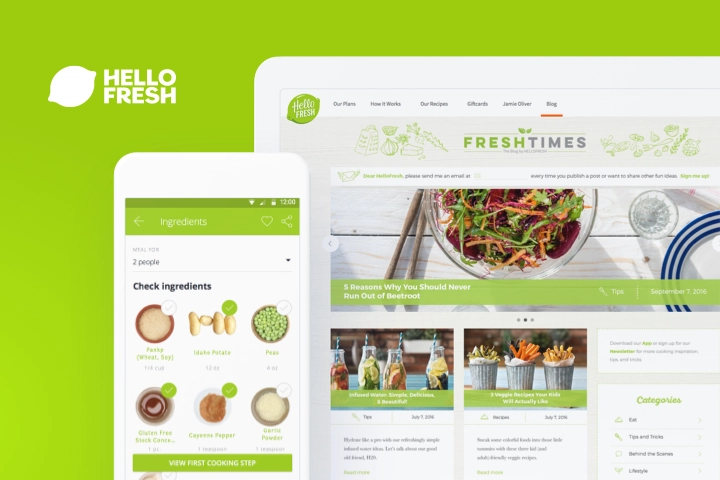 HELLO
FRESH
12:00
Ingredients
MEAL FOR
2 people
Check ingredients
Panko
(Wheat, Soy)
1/4 cup
Idaho Potato
12 oz
Peas
4 oz
Gluten Free
Stock Conce...
1 pc.
Cayenne Pepper
1 teaspoon
Garlic
Powder
1 teaspoon
VIEW FIRST COOKING STEP
Hello
FRESH
Our Plans
How It Works
Our Recipes
Giftcards
Jamie Oliver
Blog
FRESHTIMES
The Blog by HELLOFRESH
Dear HelloFresh, please send me an email at
every time you publish a post or want to share other fun ideas.
Sign me up!
5 Reasons Why You Should Never
Run Out of Beetroot
Tips
September 7, 2016
Infused Water: Simple, Delicious,
& Beautiful!
Tips
July 7, 2016
Hydrate like a pro with our refreshingly simple
infused water ideas. Let's talk about our good
old friend, H20.
Read more
3 Veggie Recipes Your Kids
Will Actually Like
Recipes
July 7, 2016
Sneak some colorful foods into those little
tummies with these three kid (and
adult)-friendly veggie recipes.
Read more
Download our App or sign up for our
Newsletter for more cooking inspiration,
tips and tricks.
Categories
Eat
Tips and Tricks
Behind the Scenes
Lifestyle